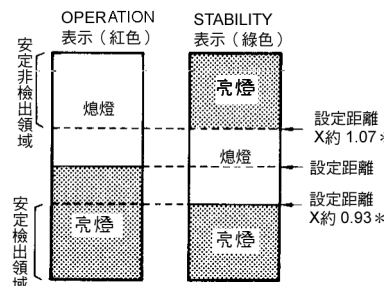 OPERATION
表示（紅色）
STABILITY
表示（綠色）
安定非檢出領域
熄燈
亮燈
設定距離
X約 1.07＊
熄燈
設定距離
設定距離
X約 0.93＊
安定檢出領域
亮燈
亮燈